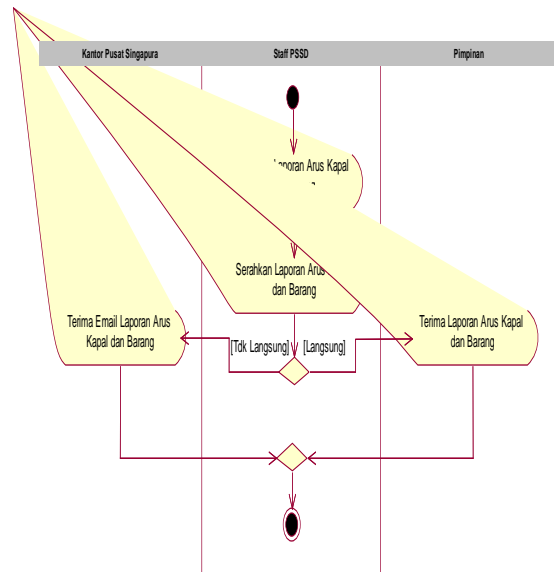 Kantor Pusat Singapura
Staff PSSD
Pimpinan
Laporan Arus Kapal
Serahkan Laporan Arus
dan Barang
Terima Email Laporan Arus
Kapal dan Barang
[Tdk Langsung]
[Langsung]
Terima Laporan Arus Kapal
dan Barang